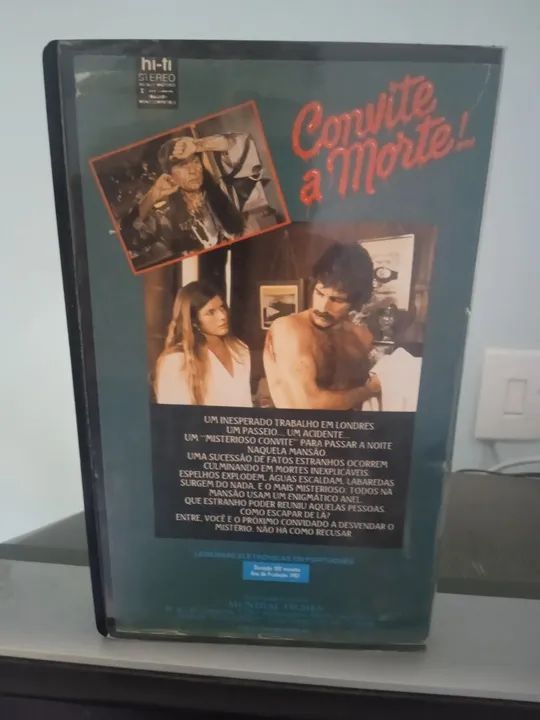 hi-fi
STEREO
Convite
a Morte!
UM INESPERADO TRABALHO EM LONDRES
UM PASSEIO... UM ACIDENTE...
UM "MISTERIOSO CONVITE" PARA PASSAR A NOITE
NAQUELA MANSÃO.
UMA SUCESSÃO DE FATOS ESTRANHOS OCORREM
CULMINANDO EM MORTES INEXPLICÁVEIS.
ESPELHOS EXPLODEM, ÁGUAS ESCALDAM, LABAREDAS
SURGEM DO NADA, E O MAIS MISTERIOSO: TODOS NA
MANSÃO USAM UM ENIGMÁTICO ANEL.
QUE ESTRANHO PODER REUNIU AQUELAS PESSOAS.
COMO ESCAPAR DE LÁ?
ENTRE, VOCÊ E O PRÓXIMO CONVIDADO A DESVENDAR O
MISTÉRIO. NÃO HÁ COMO RECUSAR
LEGENDAS ELETRÔNICAS EM PORTUGUÊS
Ano de Produção